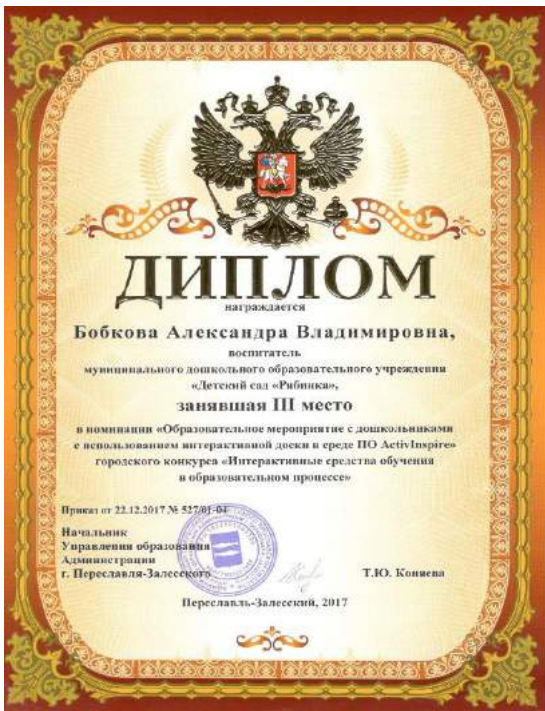 ДИПЛОМ
награждается
Бобкова Александра Владимировна,
воспитатель
муниципального дошкольного образовательного учреждения
«Детский сад «Рябинка»,
занявшая III место
в номинации «Образовательное мероприятие с дошкольниками
с использованием интерактивной доски в среде ПО ActivInspire»
городского конкурса «Интерактивные средства обучения
в образовательном процессе»
Приказ от 22.12.2017 № 527/01-04
Начальник
Управления образования
Администрации
г. Переславля-Залесского
Т.Ю. Коняева
Переславль-Залесский, 2017